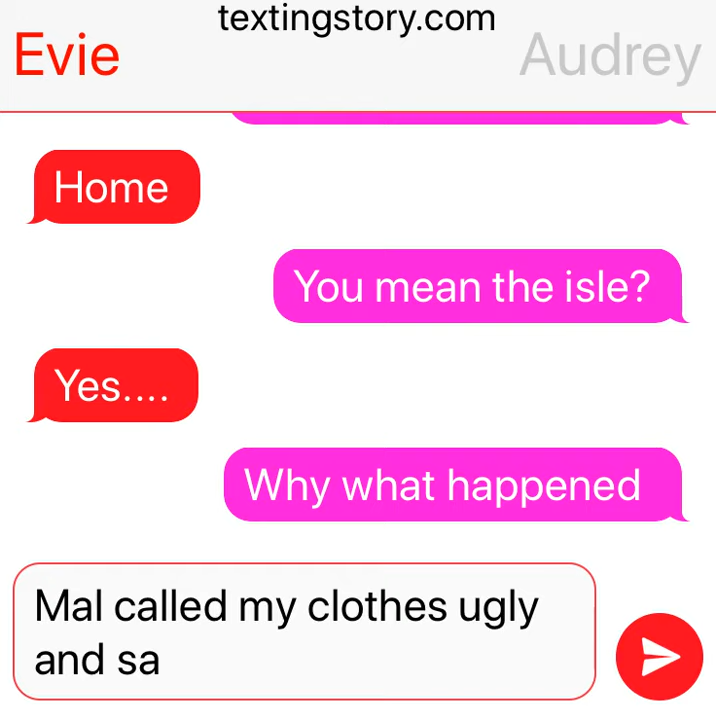 textingstory.com
Evie
Audrey
Home
You mean the isle?
Yes....
Why what happened
Mal called my clothes ugly
and sa